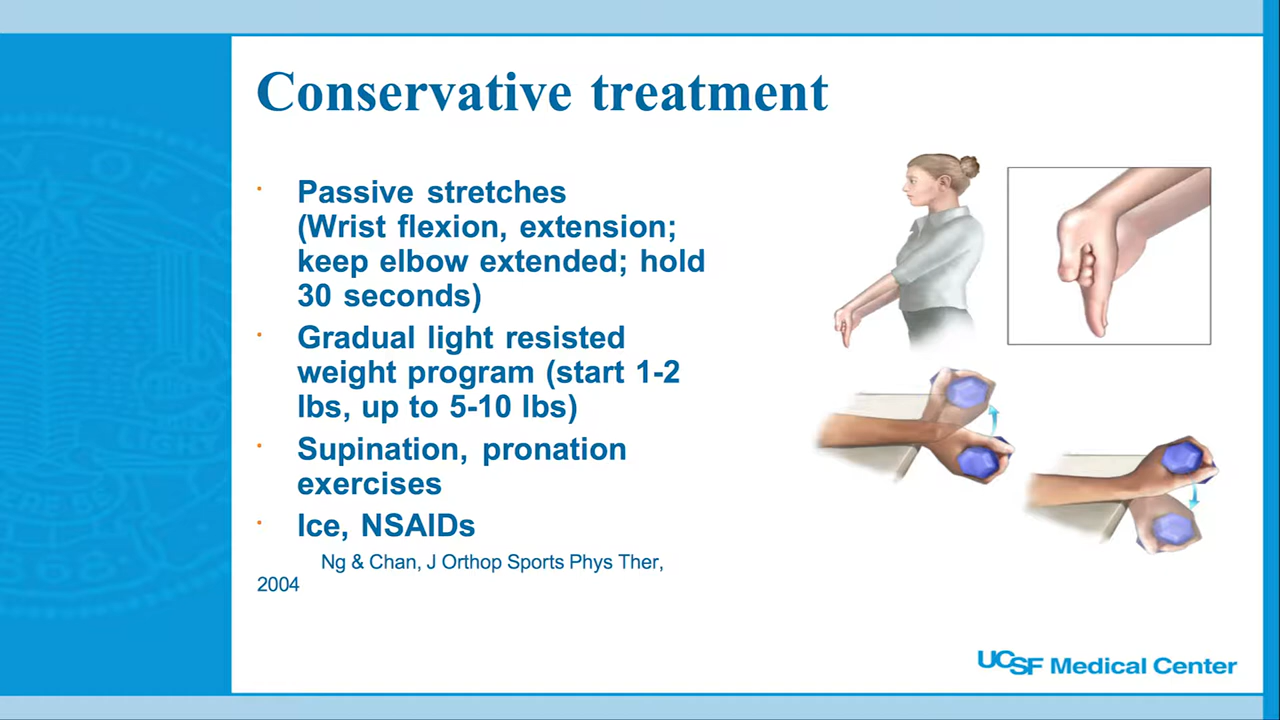 Conservative treatment
· Passive stretches
(Wrist flexion, extension;
keep elbow extended; hold
30 seconds)
· Gradual light resisted
weight program (start 1-2
lbs, up to 5-10 lbs)
· Supination, pronation
exercises
· Ice, NSAIDs
Ng & Chan, J Orthop Sports Phys Ther,
2004
UCSF Medical Center